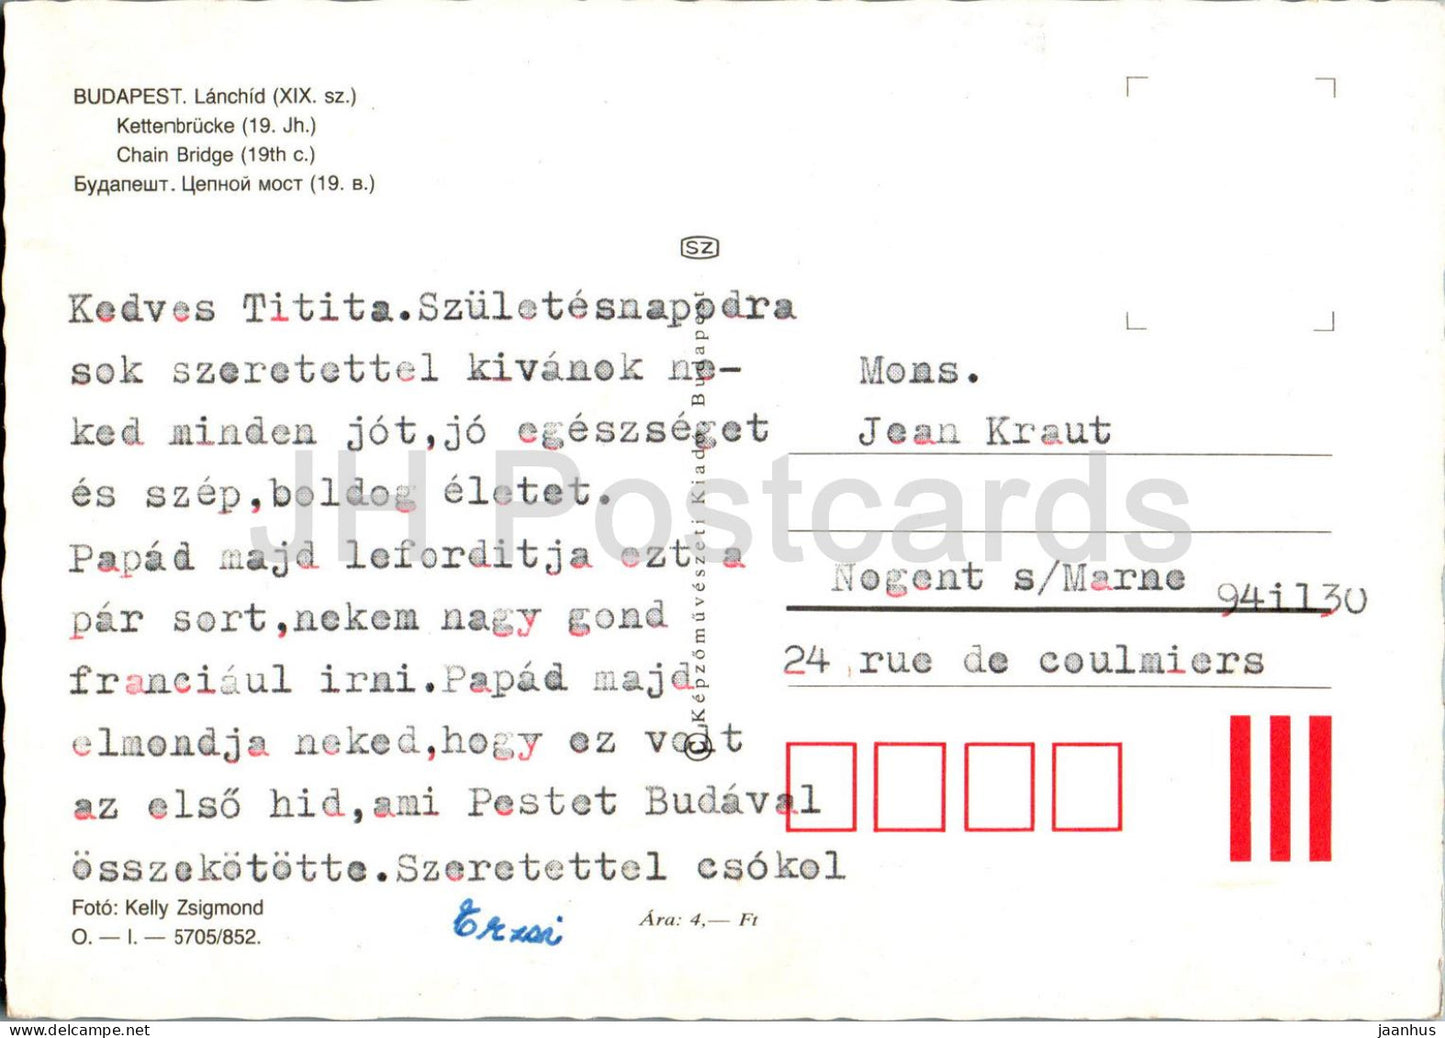 BUDAPEST. Lánchíd (XIX. sz.)
Kettenbrücke (19. Jh.)
Chain Bridge (19th c.)
Будапешт. Цепной мост (19. в.)
SZ
Kedves Titita.Születésnapodra
sok szeretettel kivánok ne-
ked minden jót,jó egészséget
és szép,boldog életet.
Papád majd leforditja ezt a
pár sort,nekem nagy gond
franciául irni.Papád majd
elmondja neked,hogy ez volt
az első hid,ami Pestet Budával
összekötötte.Szeretettel csókol
Erzsi
Fotó: Kelly Zsigmond
O. — I. — 5705/852.
Ára: 4,— Ft
© Képzőművészeti Kiadó Budapest
Mons.
Jean Kraut
Nogent s/Marne 94i130
24 rue de coulmiers
JH Postcards
www.delcampe.net
jaanhus